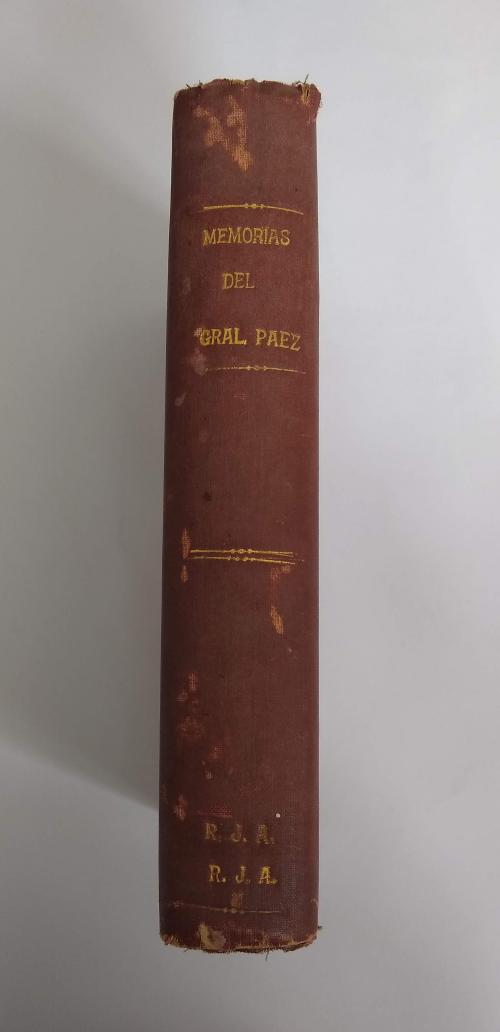 MEMORIAS
DEL
GRAL. PAEZ
R. J. A.
R. J. A.